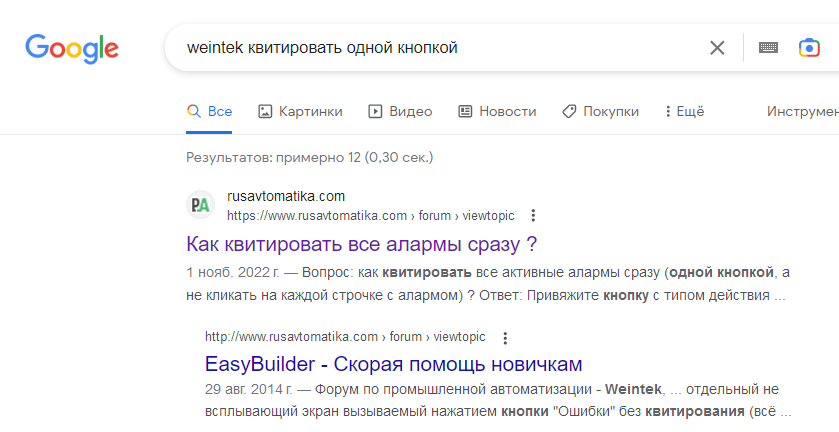 Google
weintek квитировать одной кнопкой
Все Картинки Видео Новости Покупки Ещё Инструмен
Результатов: примерно 12 (0,30 сек.)
PA rusavtomatika.com
https://www.rusavtomatika.com › forum › viewtopic
Как квитировать все алармы сразу ?
1 нояб. 2022 г. — Вопрос: как квитировать все активные алармы сразу (одной кнопкой, а
не кликать на каждой строчке с алармом) ? Ответ: Привяжите кнопку с типом действия ...
http://www.rusavtomatika.com › forum › viewtopic
EasyBuilder - Скорая помощь новичкам
29 авг. 2014 г. — Форум по промышленной автоматизации - Weintek, ... отдельный не
всплывающий экран вызываемый нажатием кнопки "Ошибки" без квитирования (всё ...